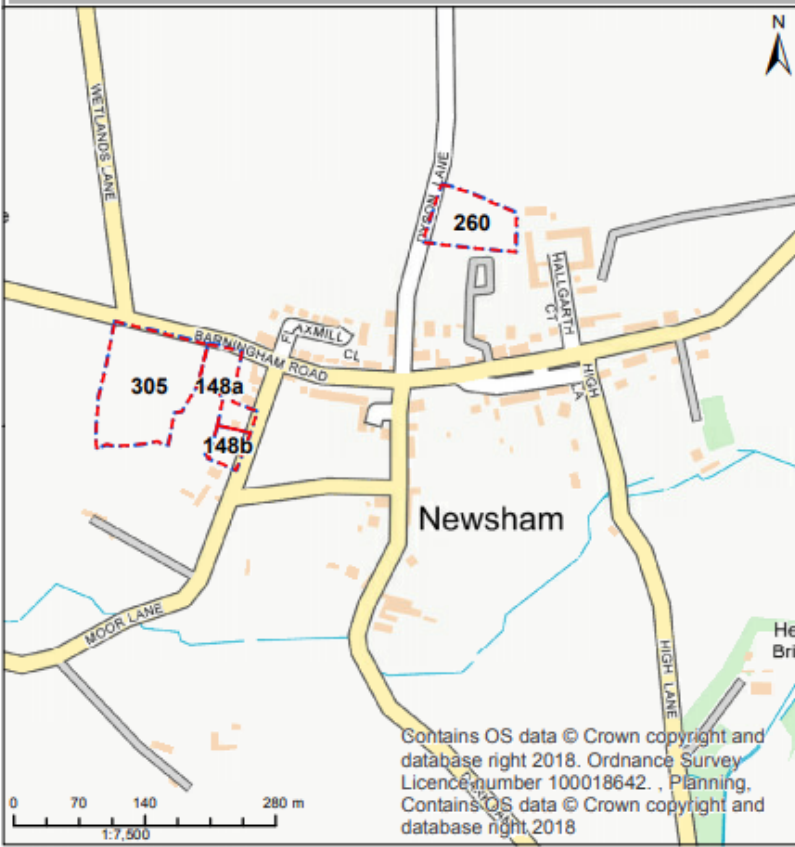 N
WETLANDS LANE
DYSON LANE
260
HALLGARTH
CT
FLAXMILL
CL
BARNINGHAM ROAD
305
148a
148b
HIGH
LA
Newsham
MOOR LANE
HIGH LANE
He
Bri
Contains OS data © Crown copyright and
database right 2018. Ordnance Survey
Licence number 100018642. , Planning,
Contains OS data © Crown copyright and
database right 2018
0 70 140 280 m
1:7,500